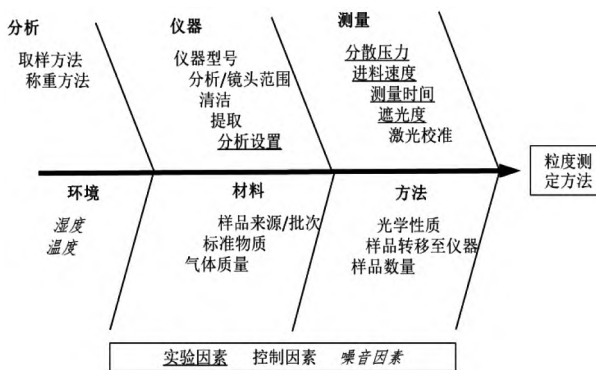 分析
取样方法
称重方法
仪器
仪器型号
分析/镜头范围
清洁
提取
分析设置
测量
分散压力
进料速度
测量时间
遮光度
激光校准
粒度测
定方法
环境
湿度
温度
材料
样品来源/批次
标准物质
气体质量
方法
光学性质
样品转移至仪器
样品数量
实验因素 控制因素 噪音因素